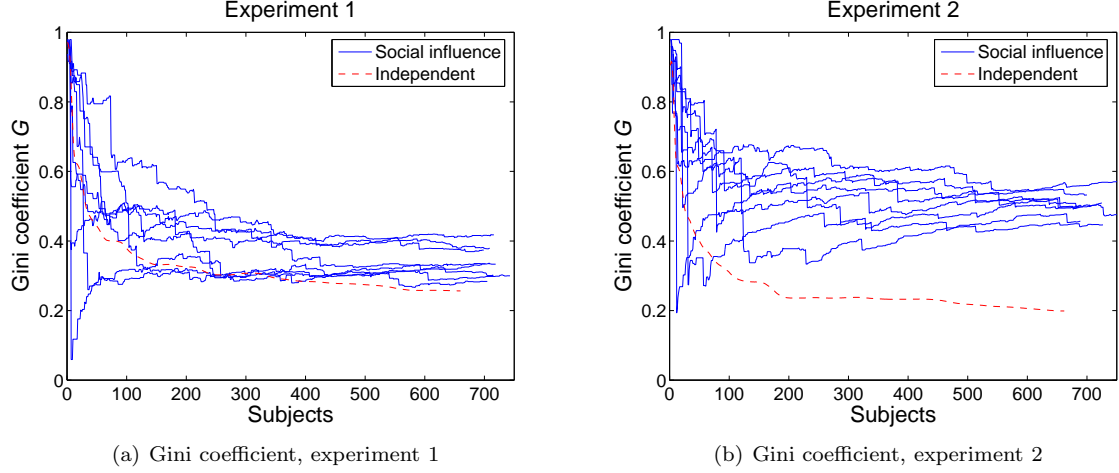 Experiment 1
Social influence
Independent
1
0.8
0.6
0.4
0.2
0
Gini coefficient G
0 100 200 300 400 500 600 700
Subjects
(a) Gini coefficient, experiment 1
Experiment 2
Social influence
Independent
1
0.8
0.6
0.4
0.2
0
Gini coefficient G
0 100 200 300 400 500 600 700
Subjects
(b) Gini coefficient, experiment 2